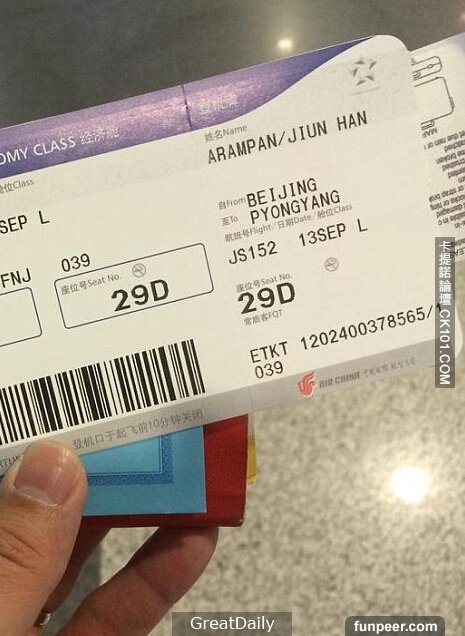 OMY CLASS 经济舱
登机牌
舱位Class
SEP L
FNJ
039
座位号Seat No.
29D
登机口于起飞前10分钟关闭
姓名Name
ARAMPAN/JIUN HAN
自From BEIJING
至To PYONGYANG
航班号Flight/日期Date/舱位Class
JS152 13SEP L
座位号Seat No.
29D
常旅客FQT
ETKT 1202400378565/
039
AIR CHINA
卡提諾論壇 CK101.COM
GreatDaily
funpeer.com